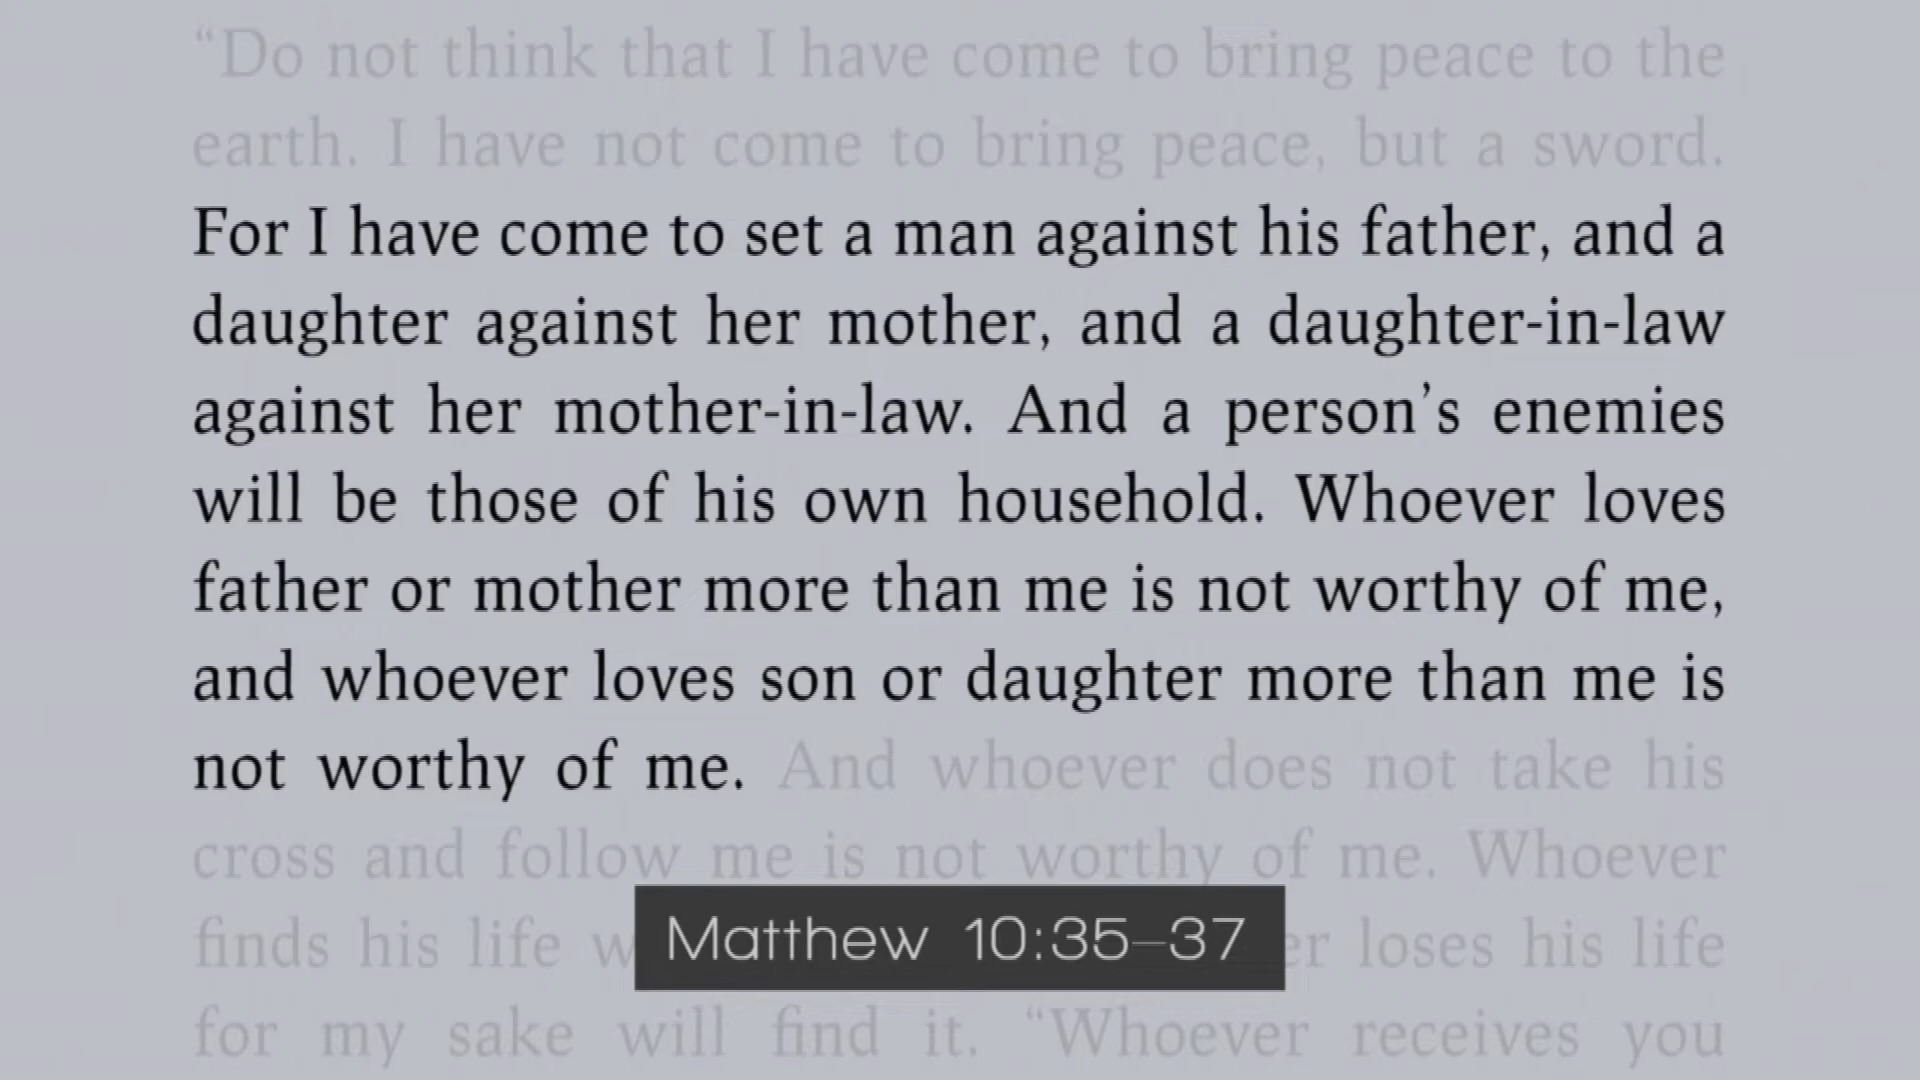 “Do not think that I have come to bring peace to the
earth. I have not come to bring peace, but a sword.
For I have come to set a man against his father, and a
daughter against her mother, and a daughter-in-law
against her mother-in-law. And a person’s enemies
will be those of his own household. Whoever loves
father or mother more than me is not worthy of me,
and whoever loves son or daughter more than me is
not worthy of me. And whoever does not take his
cross and follow me is not worthy of me. Whoever
finds his life loses his life
Matthew 10:35–37
for my sake will find it. “Whoever receives you